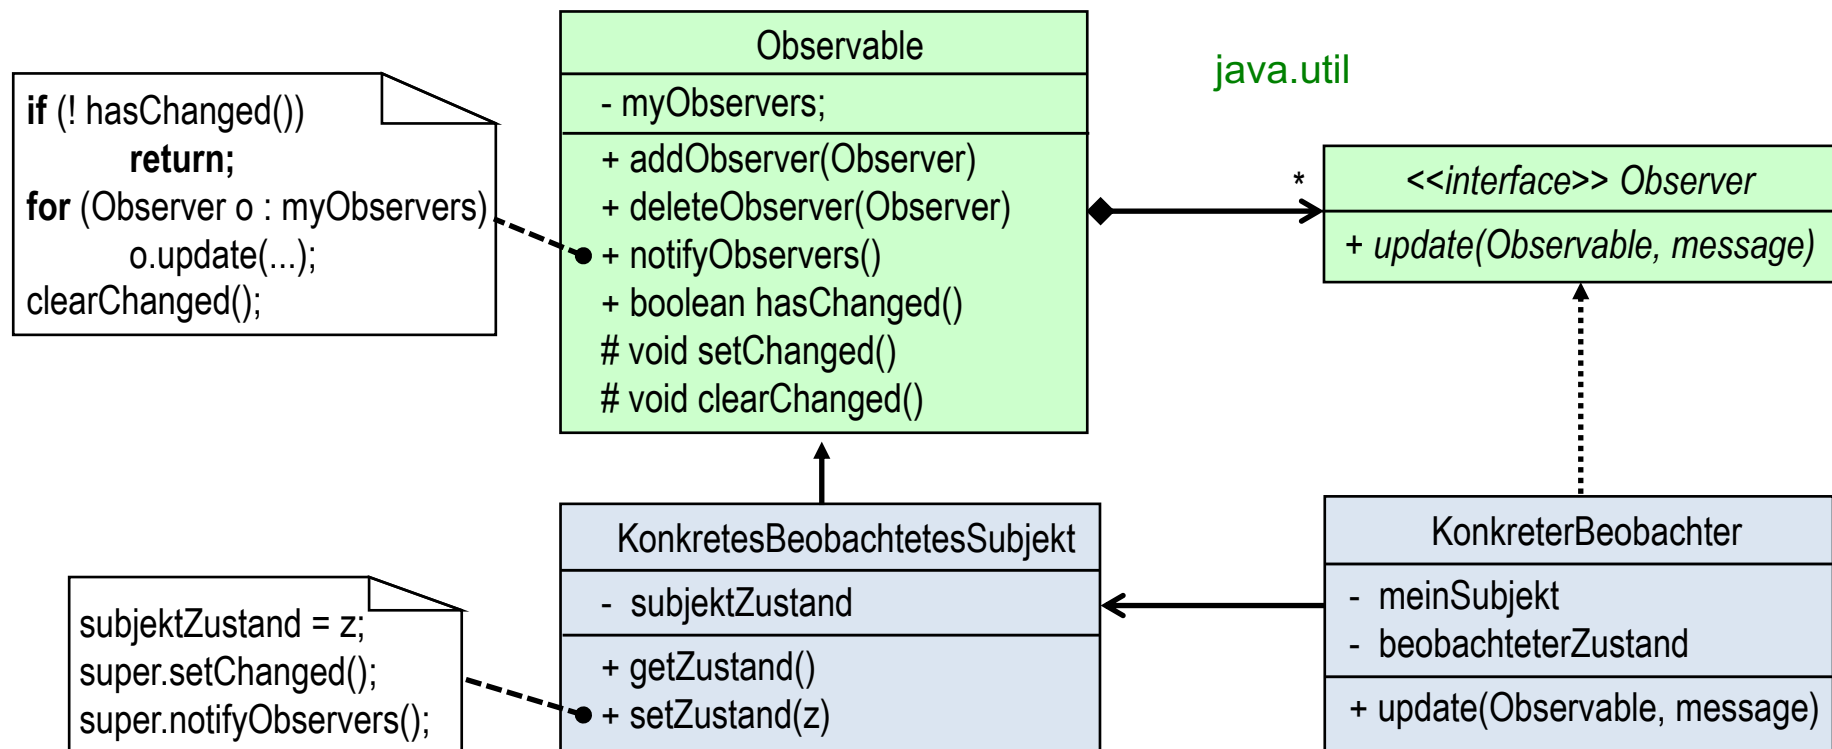 Observable
- myObservers;
+ addObserver(Observer)
+ deleteObserver(Observer)
+ notifyObservers()
+ boolean hasChanged()
# void setChanged()
# void clearChanged()
if (! hasChanged())
return;
for (Observer o : myObservers)
o.update(...);
clearChanged();
java.util
*
<<interface>> Observer
+ update(Observable, message)
KonkretesBeobachtetesSubjekt
- subjektZustand
+ getZustand()
+ setZustand(z)
subjektZustand = z;
super.setChanged();
super.notifyObservers();
KonkreterBeobachter
- meinSubjekt
- beobachteterZustand
+ update(Observable, message)